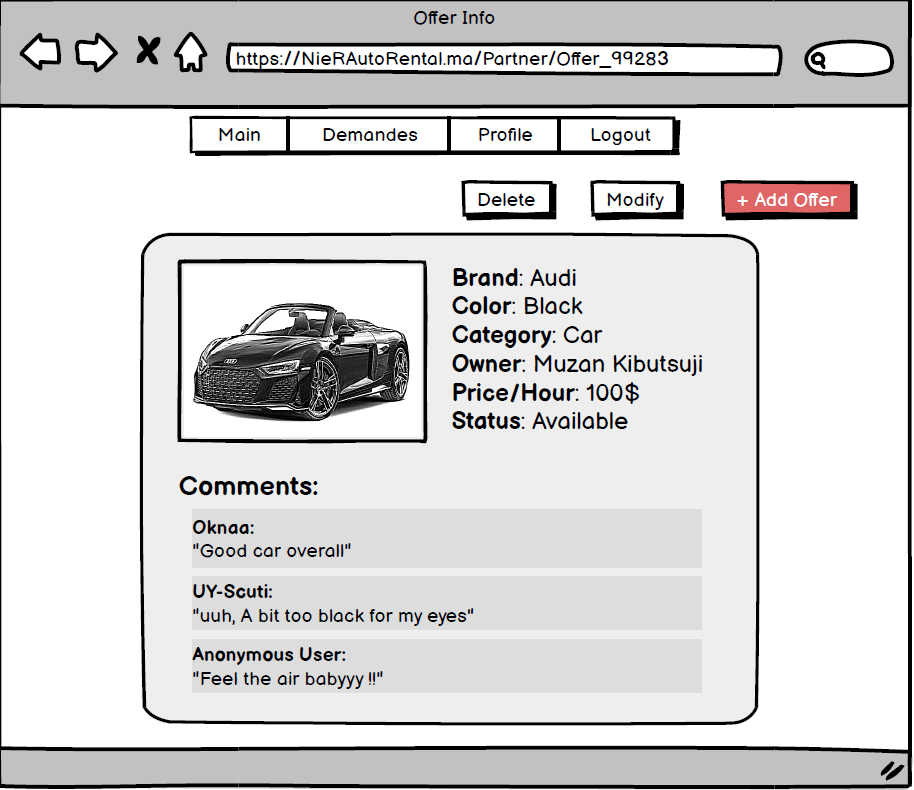 Offer Info
https://NieRAutoRental.ma/Partner/Offer_99283
Main Demandes Profile Logout
Delete Modify + Add Offer
Brand: Audi
Color: Black
Category: Car
Owner: Muzan Kibutsuji
Price/Hour: 100$
Status: Available
Comments:
Oknaa:
"Good car overall"
UY-Scuti:
"uuh, A bit too black for my eyes"
Anonymous User:
"Feel the air babyyy !!"